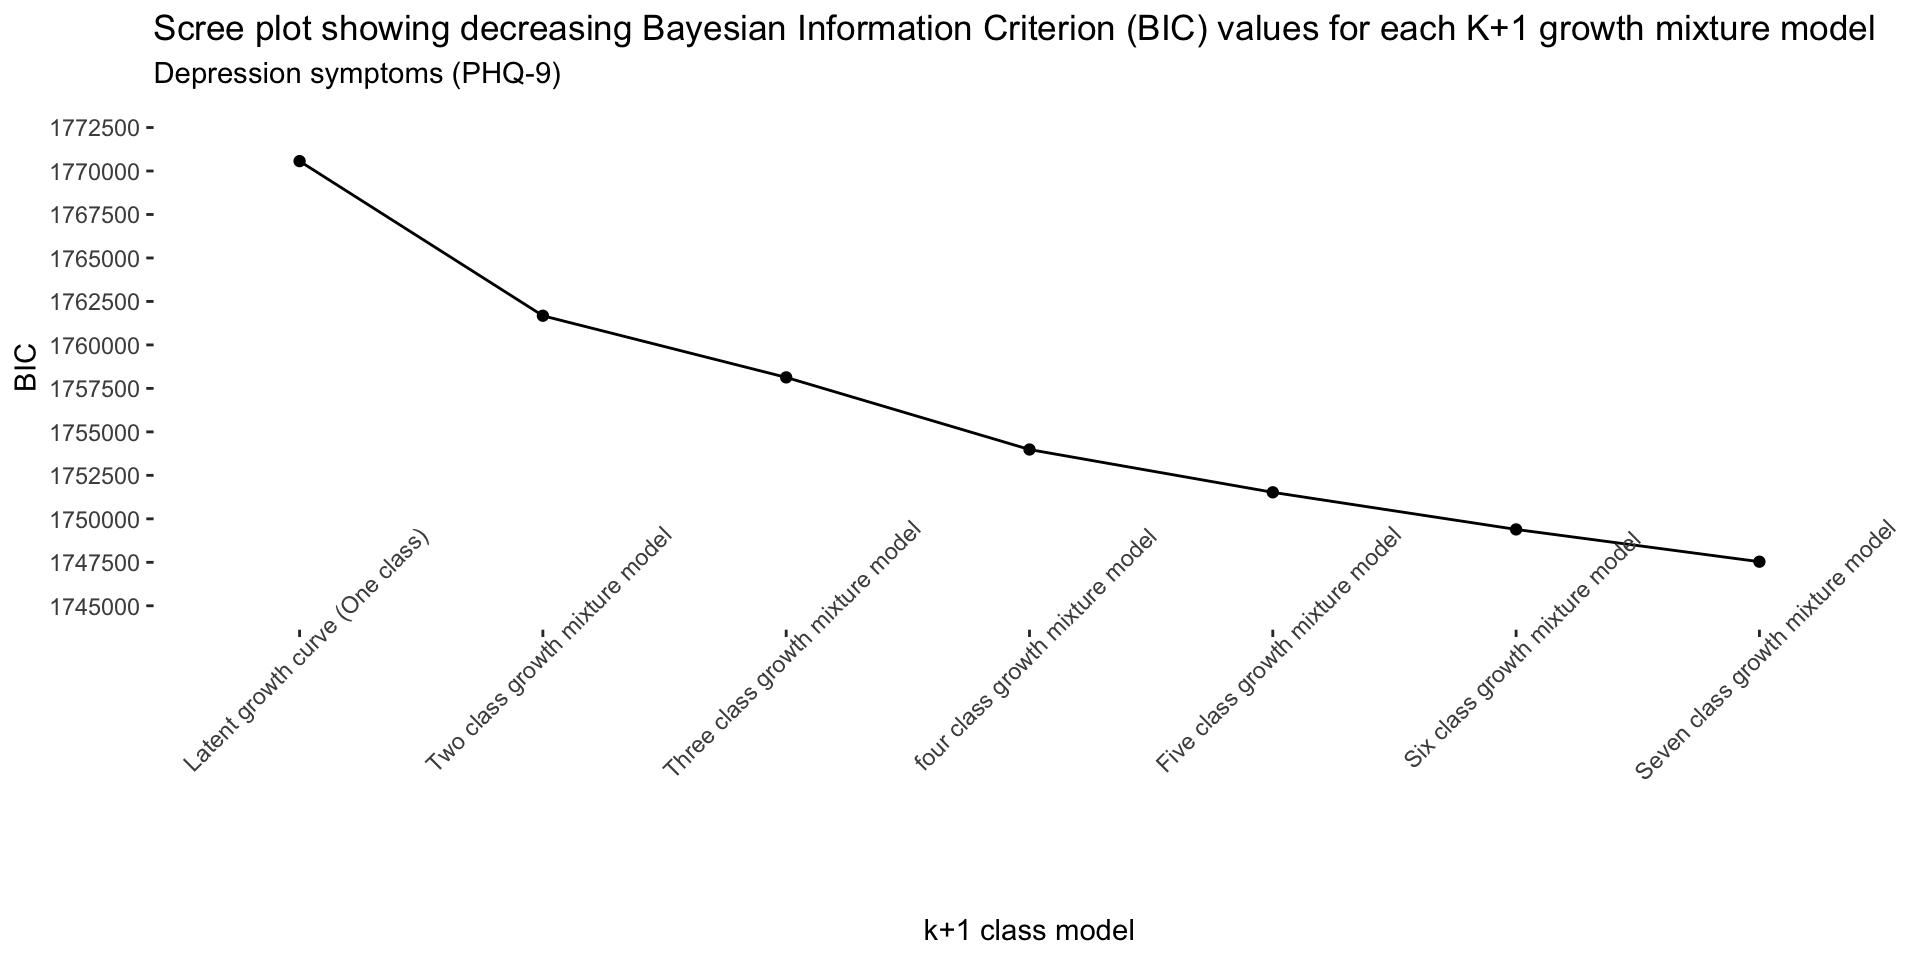 Scree plot showing decreasing Bayesian Information Criterion (BIC) values for each K+1 growth mixture model
Depression symptoms (PHQ-9)
1772500
1770000
1767500
1765000
1762500
1760000
1757500
1755000
1752500
1750000
1747500
1745000
BIC
Latent growth curve (One class)
Two class growth mixture model
Three class growth mixture model
four class growth mixture model
Five class growth mixture model
Six class growth mixture model
Seven class growth mixture model
k+1 class model